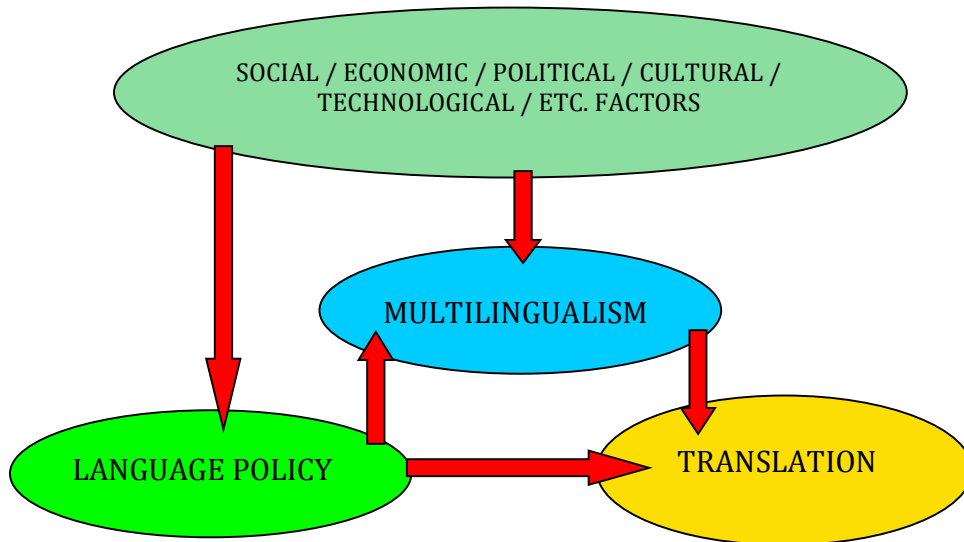 SOCIAL / ECONOMIC / POLITICAL / CULTURAL /
TECHNOLOGICAL / ETC. FACTORS
MULTILINGUALISM
LANGUAGE POLICY
TRANSLATION